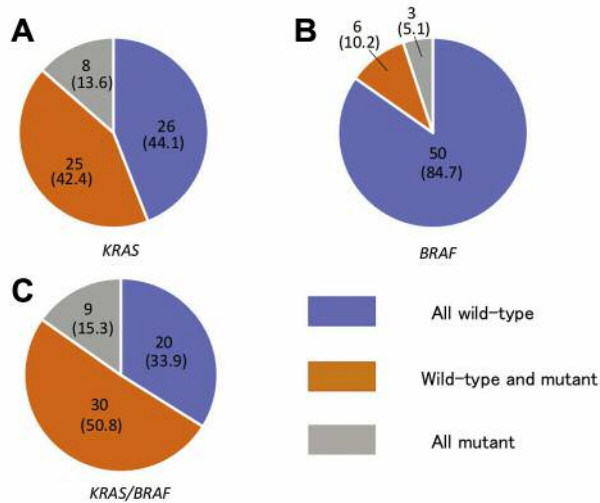 A
8
(13.6)
26
(44.1)
25
(42.4)
KRAS
B
6
(10.2)
3
(5.1)
50
(84.7)
BRAF
C
9
(15.3)
20
(33.9)
30
(50.8)
KRAS/BRAF
All wild-type
Wild-type and mutant
All mutant